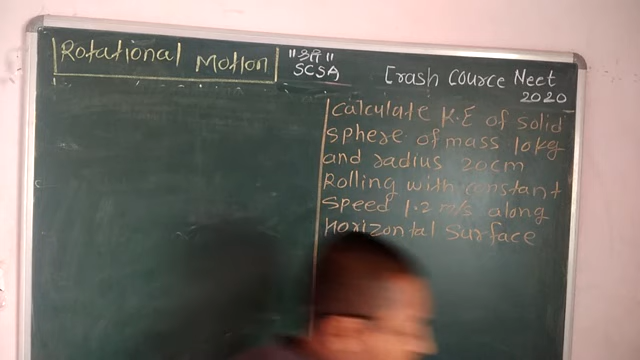 Rotational Motion
"श्री"
SCSA
Crash Cource Neet
2020
Calculate K.E of solid
sphere of mass 10kg
and radius 20cm
Rolling with constant
speed 1.2 m/s along
Horizontal surface